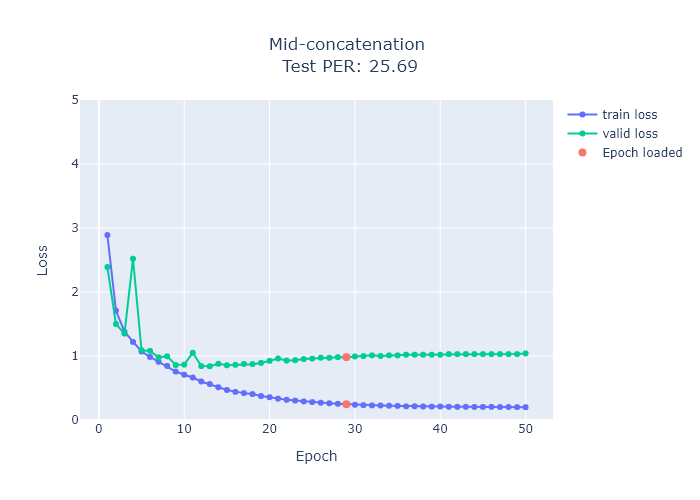 Mid-concatenation
Test PER: 25.69
5
4
3
2
1
0
Loss
0
10
20
30
40
50
Epoch
train loss
valid loss
Epoch loaded